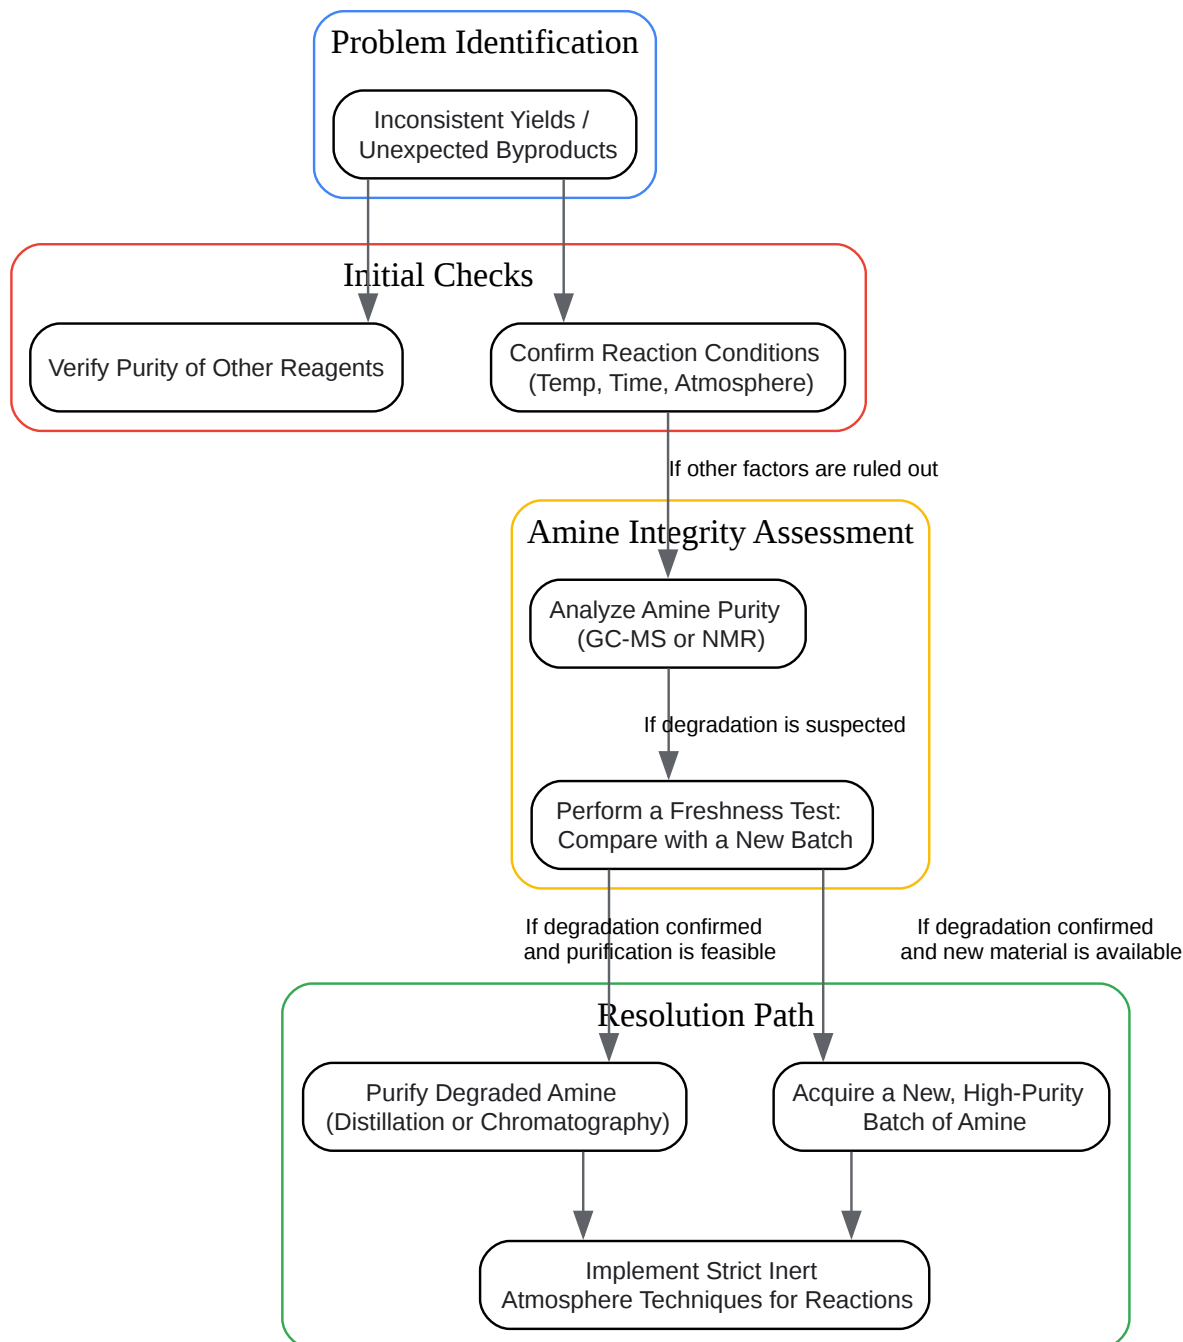 Problem Identification
Inconsistent Yields /
Unexpected Byproducts
Initial Checks
Verify Purity of Other Reagents
Confirm Reaction Conditions
(Temp, Time, Atmosphere)
If other factors are ruled out
Amine Integrity Assessment
Analyze Amine Purity
(GC-MS or NMR)
If degradation is suspected
Perform a Freshness Test:
Compare with a New Batch
If degradation confirmed
and purification is feasible
If degradation confirmed
and new material is available
Resolution Path
Purify Degraded Amine
(Distillation or Chromatography)
Acquire a New, High-Purity
Batch of Amine
Implement Strict Inert
Atmosphere Techniques for Reactions